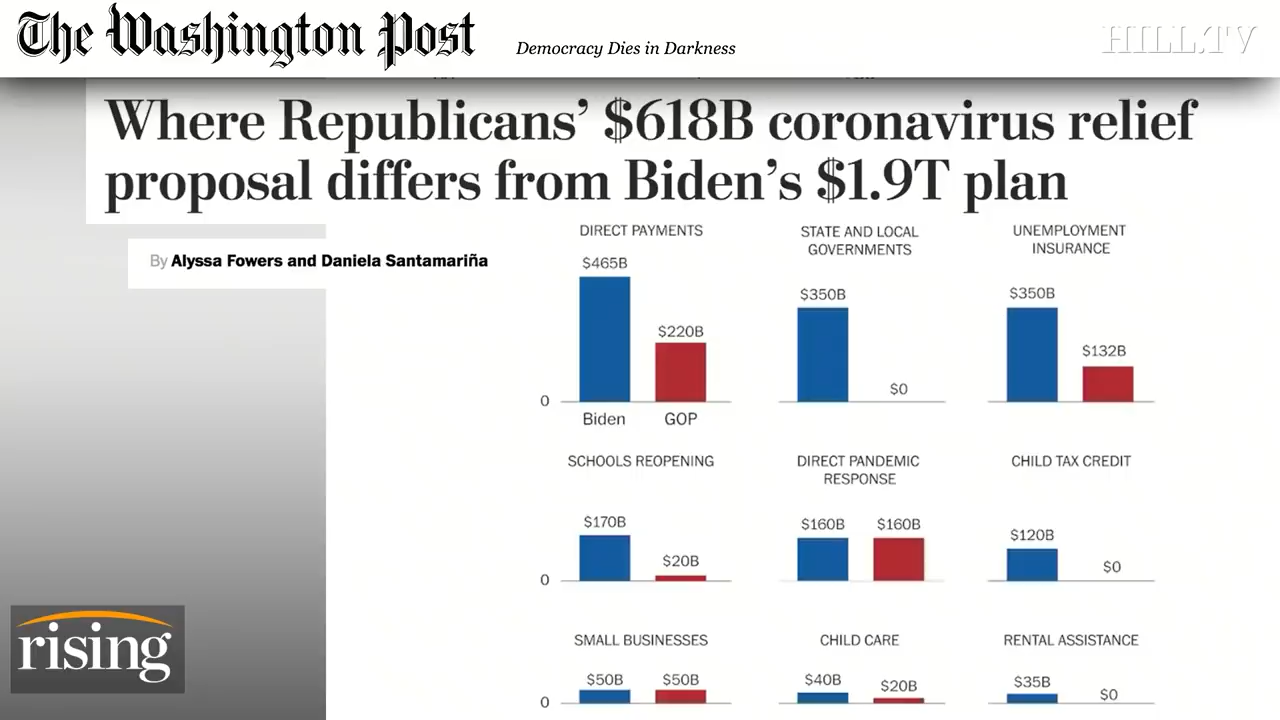 The Washington Post
Democracy Dies in Darkness
HILL.TV
Where Republicans’ $618B coronavirus relief
proposal differs from Biden’s $1.9T plan
By Alyssa Fowers and Daniela Santamariña
DIRECT PAYMENTS
$465B
$220B
0
Biden
GOP
STATE AND LOCAL
GOVERNMENTS
$350B
$0
UNEMPLOYMENT
INSURANCE
$350B
$132B
SCHOOLS REOPENING
$170B
$20B
0
DIRECT PANDEMIC
RESPONSE
$160B
$160B
CHILD TAX CREDIT
$120B
$0
SMALL BUSINESSES
$50B
$50B
0
CHILD CARE
$40B
$20B
RENTAL ASSISTANCE
$35B
$0
rising